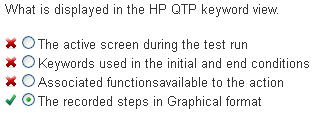 What is displayed in the HP QTP keyword view.
The active screen during the test run
Keywords used in the initial and end conditions
Associated functionsavailable to the action
The recorded steps in Graphical format